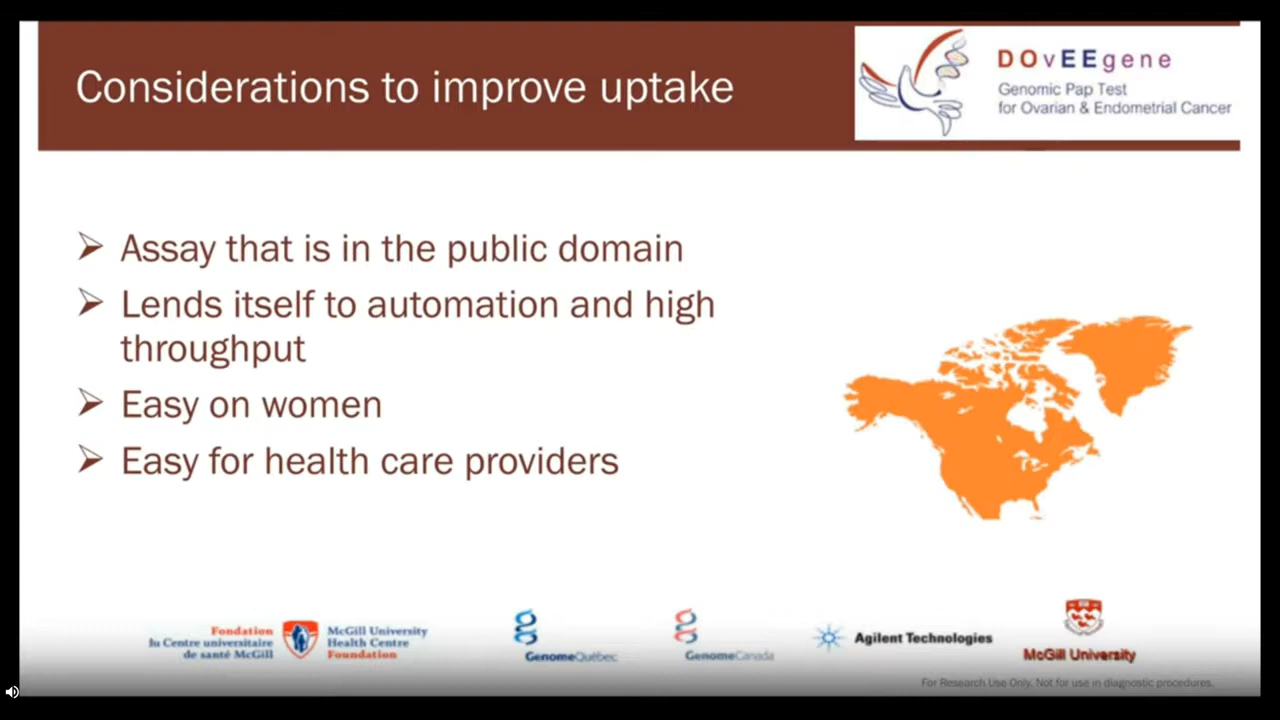 Considerations to improve uptake
DOvEEgene
Genomic Pap Test
for Ovarian & Endometrial Cancer
Assay that is in the public domain
Lends itself to automation and high
throughput
Easy on women
Easy for health care providers
Fondation
lu Centre universitaire
de santé McGill
McGill University
Health Centre
Foundation
GenomeQuébec
GenomeCanada
Agilent Technologies
McGill University
For Research Use Only. Not for use in diagnostic procedures.